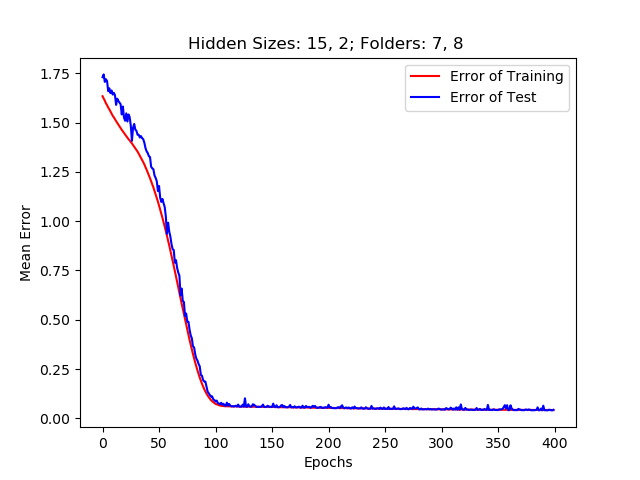 Hidden Sizes: 15, 2; Folders: 7, 8
Error of Training
Error of Test
Mean Error
1.75
1.50
1.25
1.00
0.75
0.50
0.25
0.00
0 50 100 150 200 250 300 350 400
Epochs